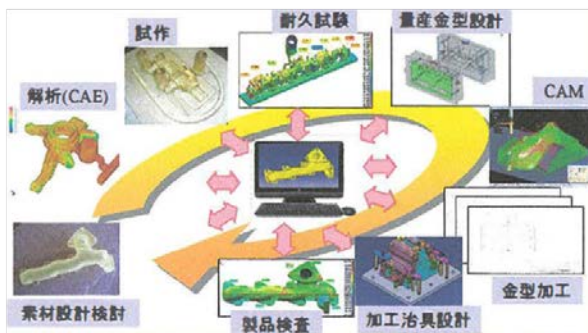 試作
耐久試験
量産金型設計
解析(CAE)
CAM
素材設計検討
製品検査
加工治具設計
金型加工